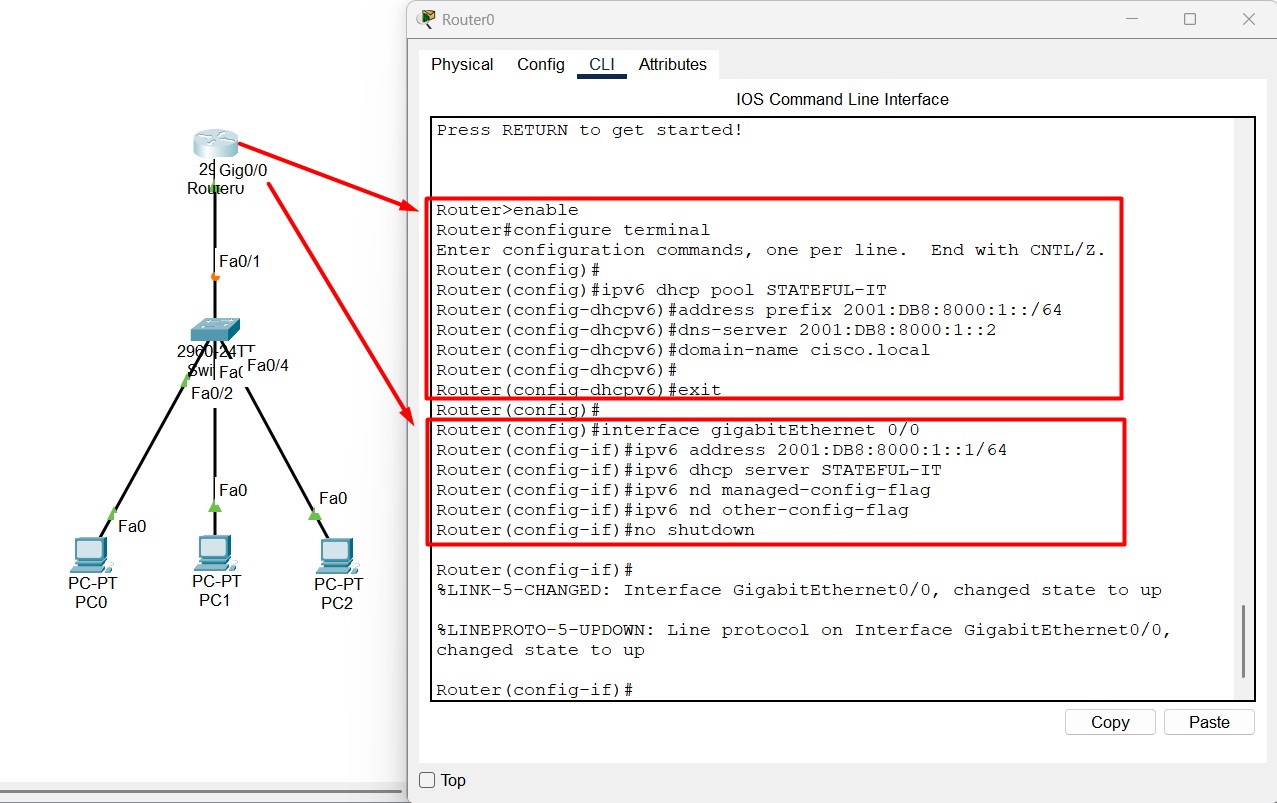 Router0
Physical Config CLI Attributes
IOS Command Line Interface
Press RETURN to get started!
Router>enable
Router#configure terminal
Enter configuration commands, one per line.  End with CNTL/Z.
Router(config)#
Router(config)#ipv6 dhcp pool STATEFUL-IT
Router(config-dhcpv6)#address prefix 2001:DB8:8000:1::/64
Router(config-dhcpv6)#dns-server 2001:DB8:8000:1::2
Router(config-dhcpv6)#domain-name cisco.local
Router(config-dhcpv6)#
Router(config-dhcpv6)#exit
Router(config)#
Router(config)#interface gigabitEthernet 0/0
Router(config-if)#ipv6 address 2001:DB8:8000:1::1/64
Router(config-if)#ipv6 dhcp server STATEFUL-IT
Router(config-if)#ipv6 nd managed-config-flag
Router(config-if)#ipv6 nd other-config-flag
Router(config-if)#no shutdown
Router(config-if)#
%LINK-5-CHANGED: Interface GigabitEthernet0/0, changed state to up
%LINEPROTO-5-UPDOWN: Line protocol on Interface GigabitEthernet0/0,
changed state to up
Router(config-if)#
Copy Paste
Top
29 Gig0/0
Router0
Fa0/1
2960-24TT
Swi Fa0 Fa0/4
Fa0/2
Fa0
Fa0
Fa0
PC-PT
PC0
PC-PT
PC1
PC-PT
PC2